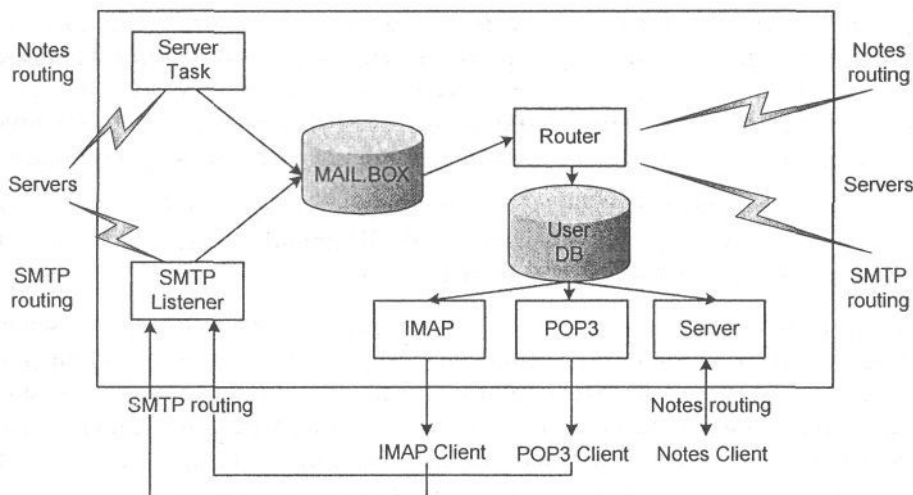 Notes
routing
Server
Task
Notes
routing
Servers
MAIL.BOX
Router
Servers
User
DB
SMTP
routing
SMTP
Listener
SMTP
routing
IMAP
POP3
Server
SMTP routing
Notes routing
IMAP Client
POP3 Client
Notes Client